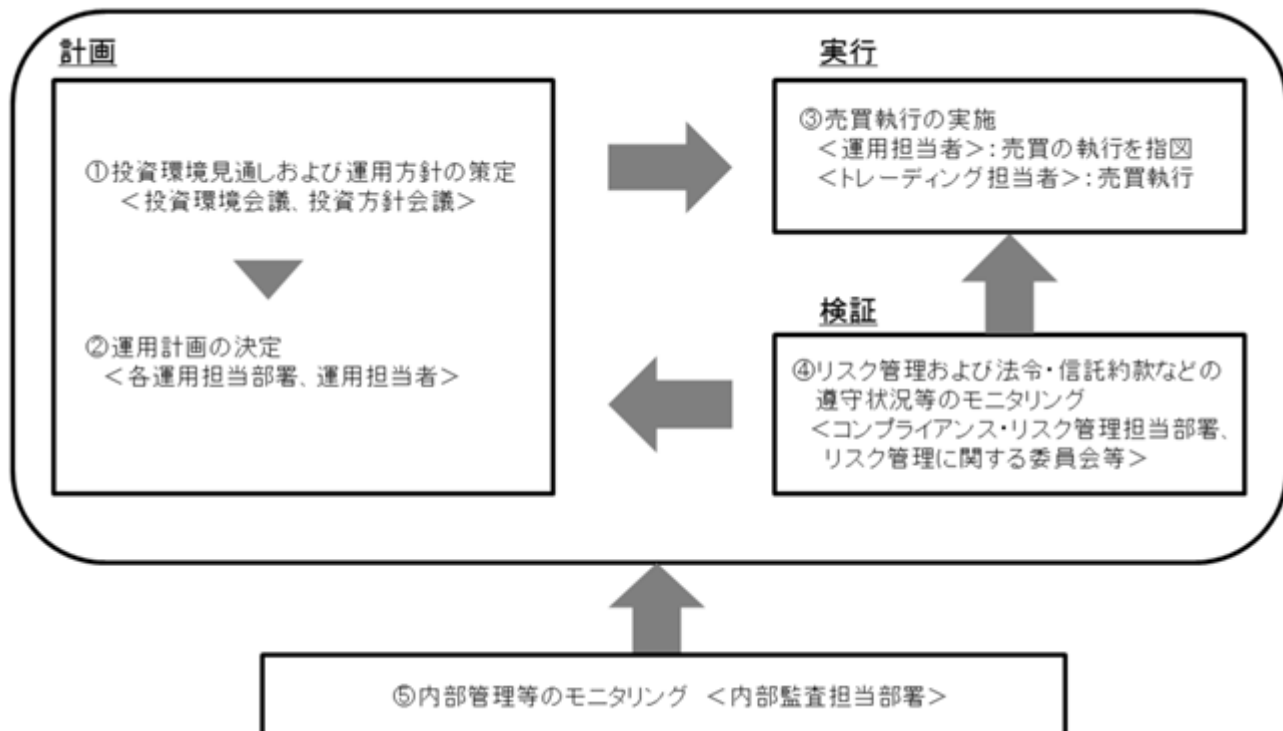 計画
①投資環境見通しおよび運用方針の策定
＜投資環境会議、投資方針会議＞
②運用計画の決定
＜各運用担当部署、運用担当者＞
実行
③売買執行の実施
＜運用担当者＞：売買の執行を指図
＜トレーディング担当者＞：売買執行
検証
④リスク管理および法令・信託約款などの
遵守状況等のモニタリング
＜コンプライアンス・リスク管理担当部署、
リスク管理に関する委員会等＞
⑤内部管理等のモニタリング ＜内部監査担当部署＞